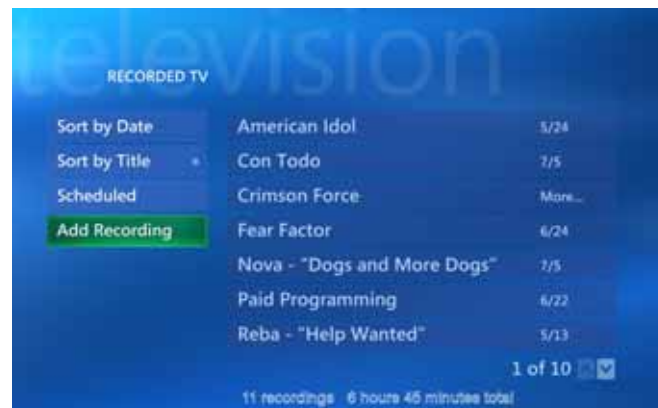 television
RECORDED TV
Sort by Date
Sort by Title
Scheduled
Add Recording
American Idol 5/24
Con Todo 7/5
Crimson Force More...
Fear Factor 6/24
Nova - "Dogs and More Dogs" 7/5
Paid Programming 6/22
Reba - "Help Wanted" 5/13
1 of 10
11 recordings 6 hours 45 minutes total